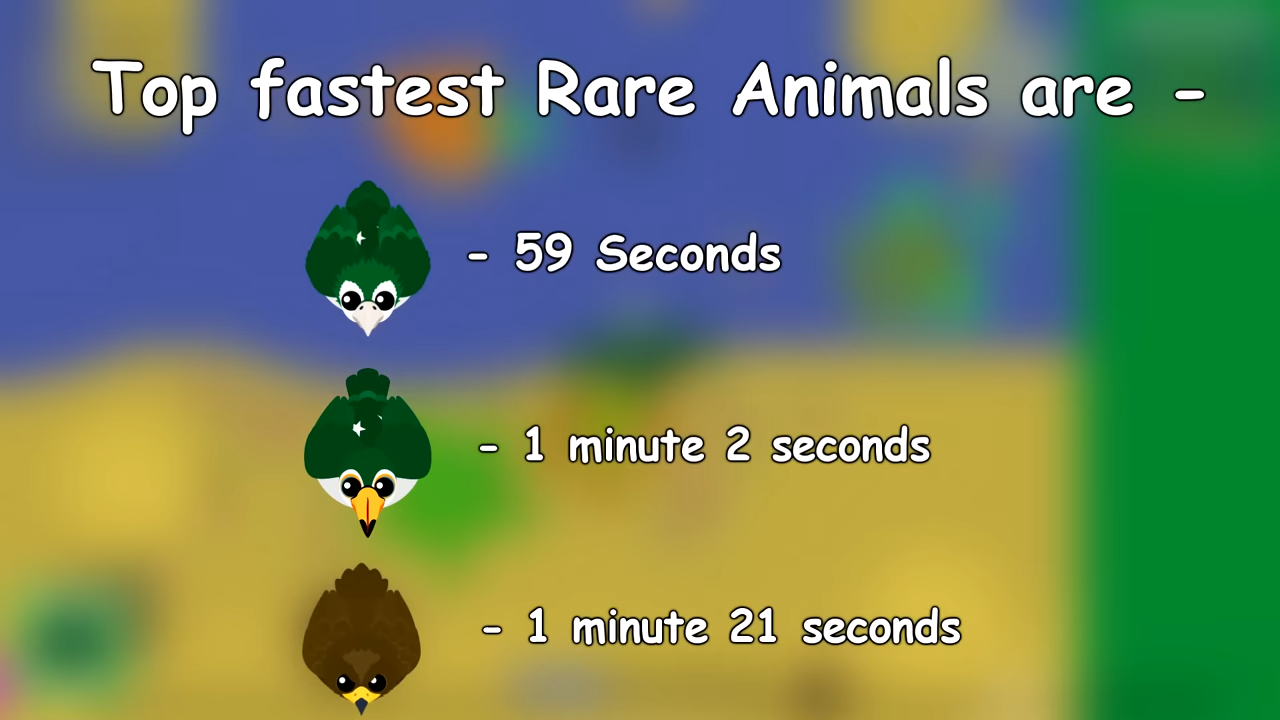 Top fastest Rare Animals are -
- 59 Seconds
- 1 minute 2 seconds
- 1 minute 21 seconds